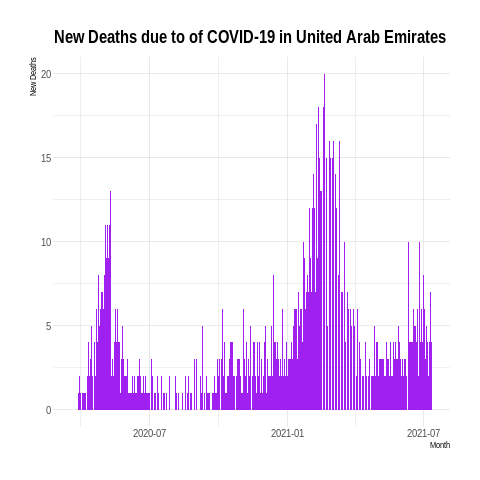 New Deaths due to of COVID-19 in United Arab Emirates
New Deaths
20
15
10
5
0
2020-07
2021-01
2021-07
Month